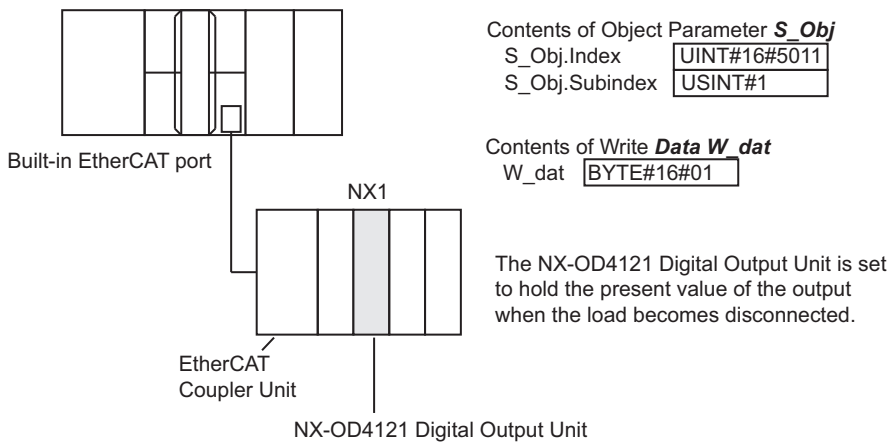 Contents of Object Parameter S_Obj
S_Obj.Index UINT#16#5011
S_Obj.Subindex USINT#1
Built-in EtherCAT port
Contents of Write Data W_dat
W_dat BYTE#16#01
NX1
The NX-OD4121 Digital Output Unit is set
to hold the present value of the output
when the load becomes disconnected.
EtherCAT
Coupler Unit
NX-OD4121 Digital Output Unit